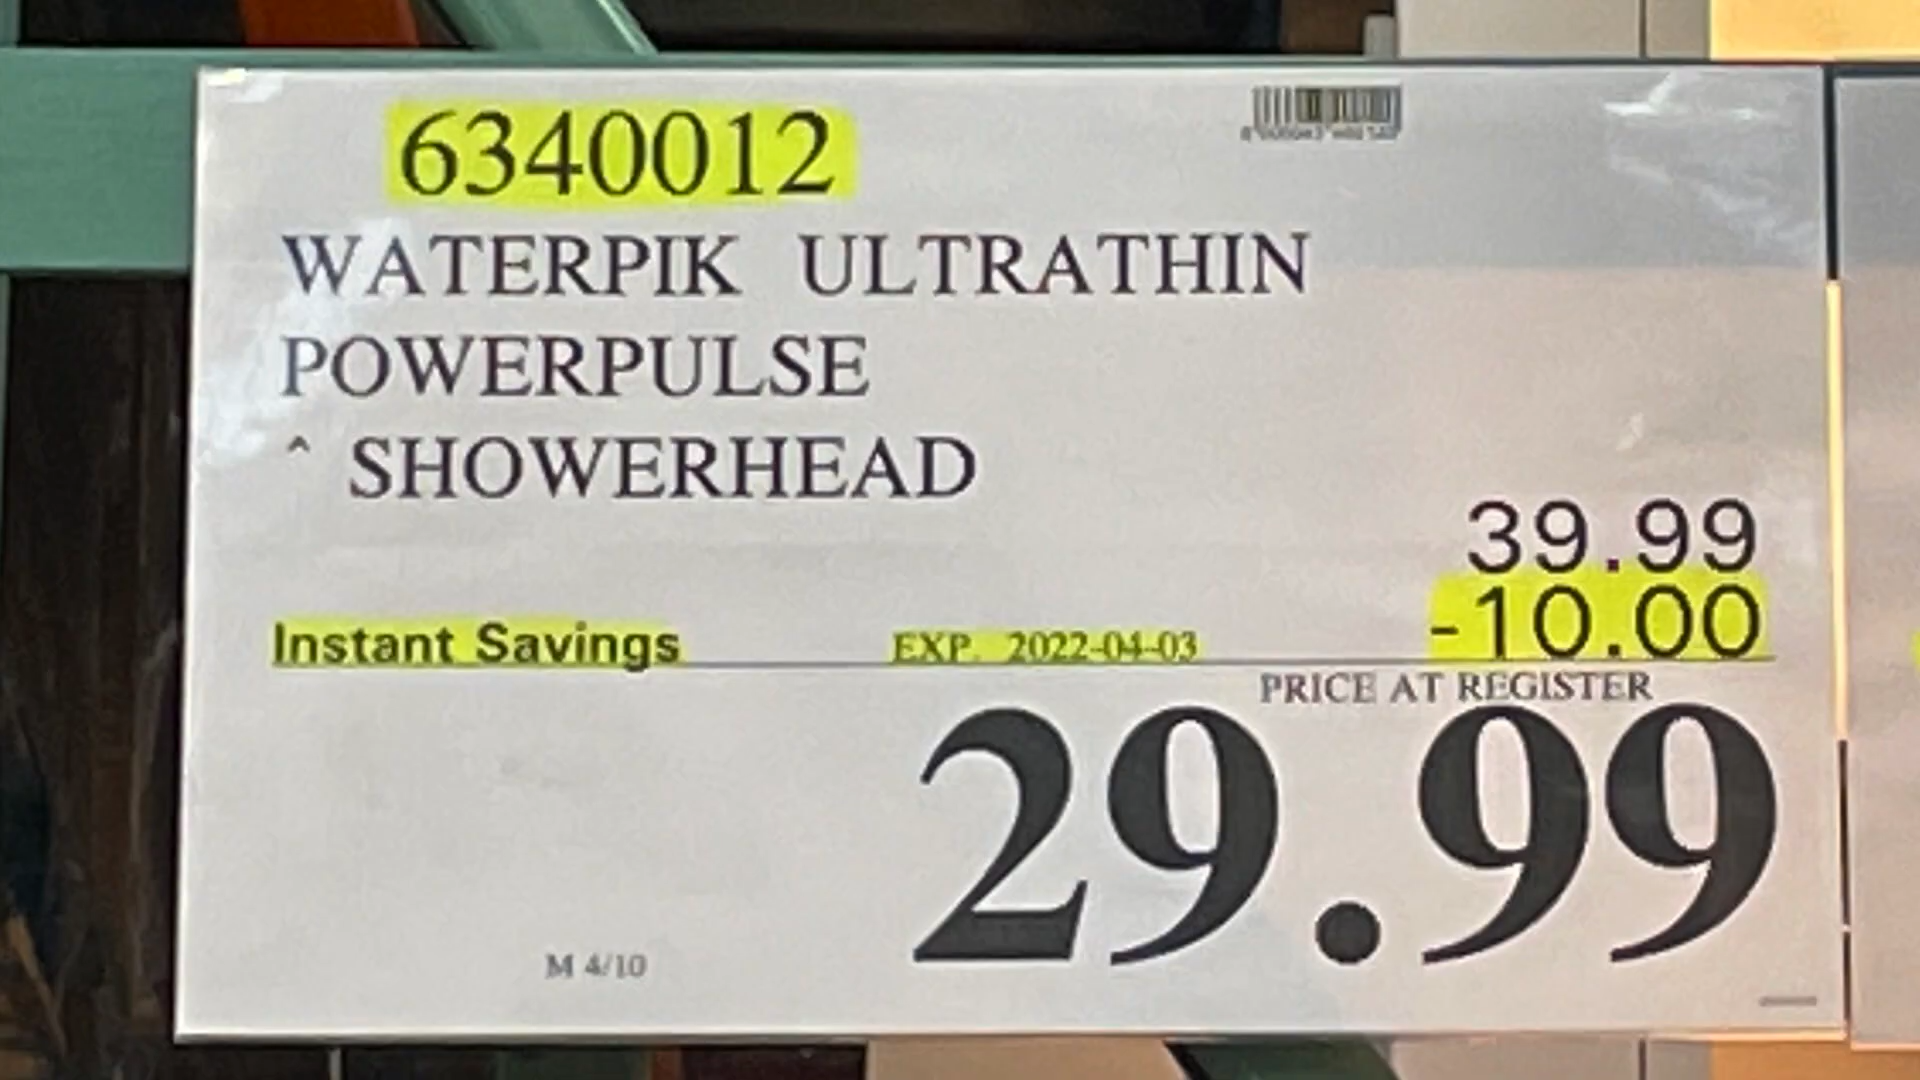 6340012
WATERPIK ULTRATHIN
POWERPULSE
^ SHOWERHEAD
39.99
Instant Savings EXP. 2022-04-03 -10.00
PRICE AT REGISTER
29.99
M 4/10